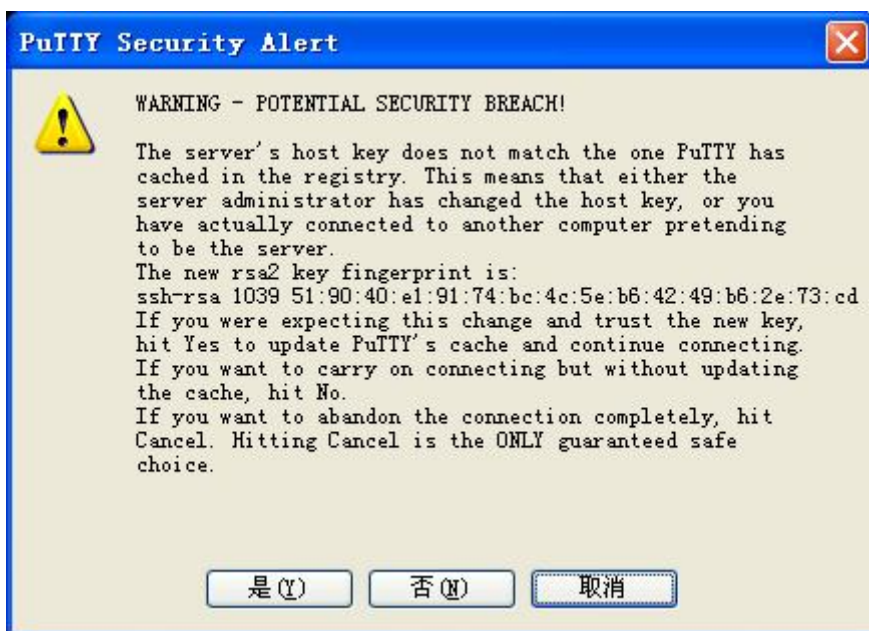 PuTTY Security Alert
WARNING - POTENTIAL SECURITY BREACH!
The server's host key does not match the one PuTTY has
cached in the registry. This means that either the
server administrator has changed the host key, or you
have actually connected to another computer pretending
to be the server.
The new rsa2 key fingerprint is:
ssh-rsa 1039 51:90:40:e1:91:74:bc:4c:5e:b6:42:49:b6:2e:73:cd
If you were expecting this change and trust the new key,
hit Yes to update PuTTY's cache and continue connecting.
If you want to carry on connecting but without updating
the cache, hit No.
If you want to abandon the connection completely, hit
Cancel. Hitting Cancel is the ONLY guaranteed safe
choice.
是(Y) 否(N) 取消